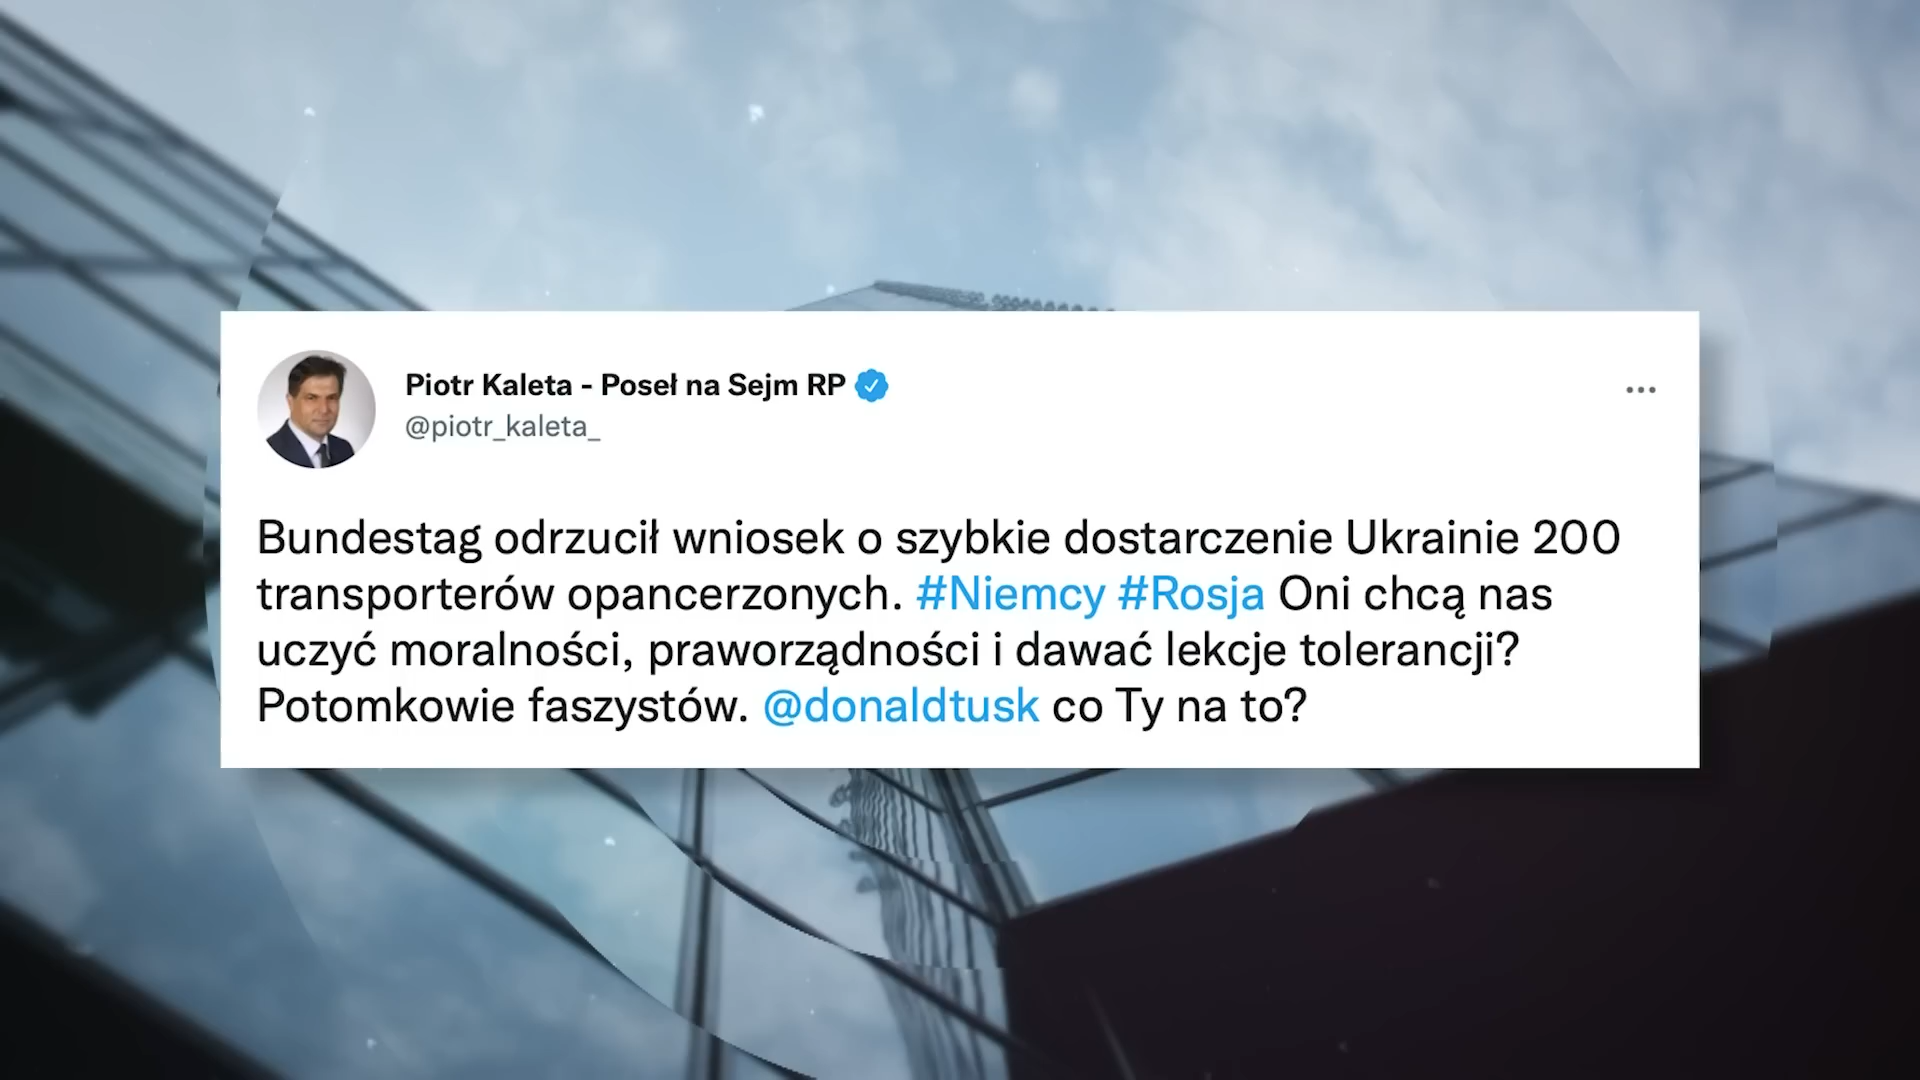 Piotr Kaleta - Poseł na Sejm RP
@piotr_kaleta_
Bundestag odrzucił wniosek o szybkie dostarczenie Ukrainie 200
transporterów opancerzonych. #Niemcy #Rosja Oni chcą nas
uczyć moralności, praworządności i dawać lekcje tolerancji?
Potomkowie faszystów. @donaldtusk co Ty na to?